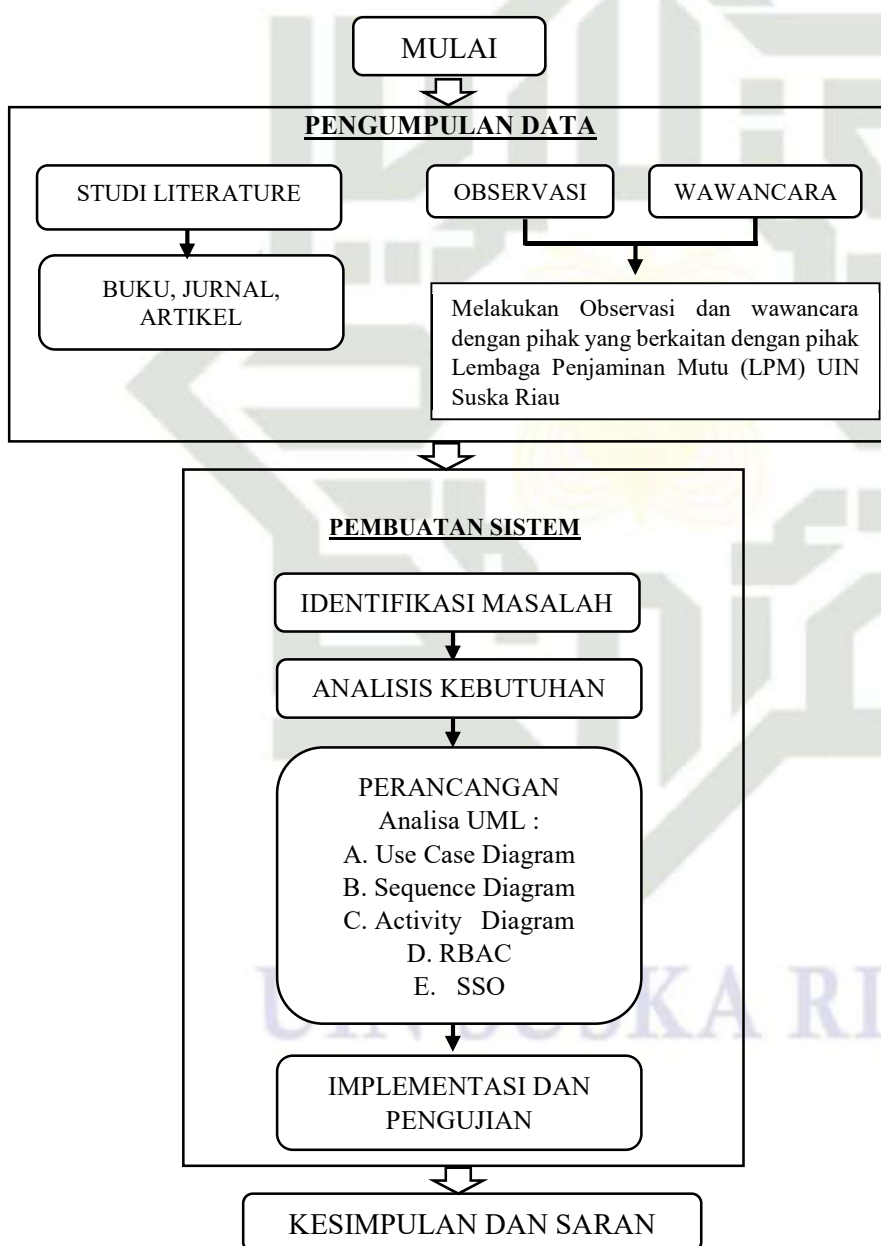 MULAI
PENGUMPULAN DATA
STUDI LITERATURE
BUKU, JURNAL,
ARTIKEL
OBSERVASI
WAWANCARA
Melakukan Observasi dan wawancara
dengan pihak yang berkaitan dengan pihak
Lembaga Penjaminan Mutu (LPM) UIN
Suska Riau
PEMBUATAN SISTEM
IDENTIFIKASI MASALAH
ANALISIS KEBUTUHAN
PERANCANGAN
Analisa UML :
A. Use Case Diagram
B. Sequence Diagram
C. Activity Diagram
D. RBAC
E. SSO
IMPLEMENTASI DAN
PENGUJIAN
KESIMPULAN DAN SARAN